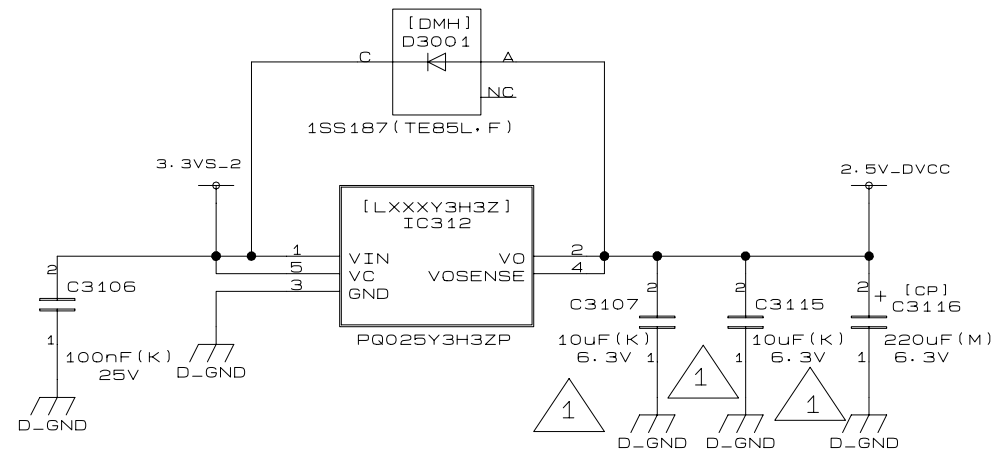 [DMH]
D3001
C
A
NC
1SS187(TE85L.F)
3.3VS_2
2.5V_DVCC
[LXXXY3H3Z]
IC312
1
VIN
VO
2
5
VC
VOSENSE
4
3
GND
PQ025Y3H3ZP
2
C3106
1
100nF(K)
25V
D_GND
D_GND
2
C3107
10uF(K)
6.3V
1
2
C3115
10uF(K)
6.3V
1
2
+
[CP]
C3116
220uF(M)
6.3V
1
1
1
1
D_GND
D_GND
D_GND